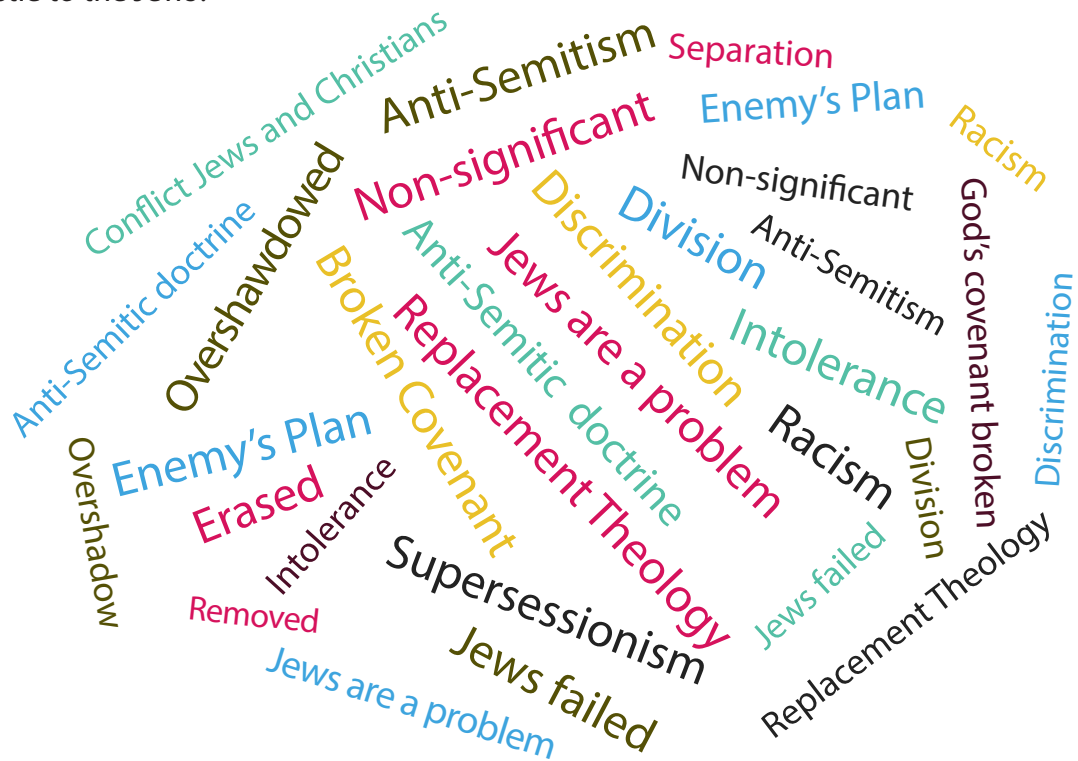 Conflict Jews and Christians
Anti-Semitism
Separation
Enemy's Plan
Racism
Non-significant
Non-significant
Overshawdowed
Discrimination
Division
Anti-Semitism
God's covenant broken
Anti-Semitic doctrine
Anti-Semitic doctrine
Jews are a problem
Broken Covenant
Replacement Theology
Intolerance
Discrimination
Racism
Division
Overshadow
Enemy's Plan
Erased
Intolerance
Supersessionism
Jews failed
Replacement Theology
Removed
Jews failed
Jews are a problem